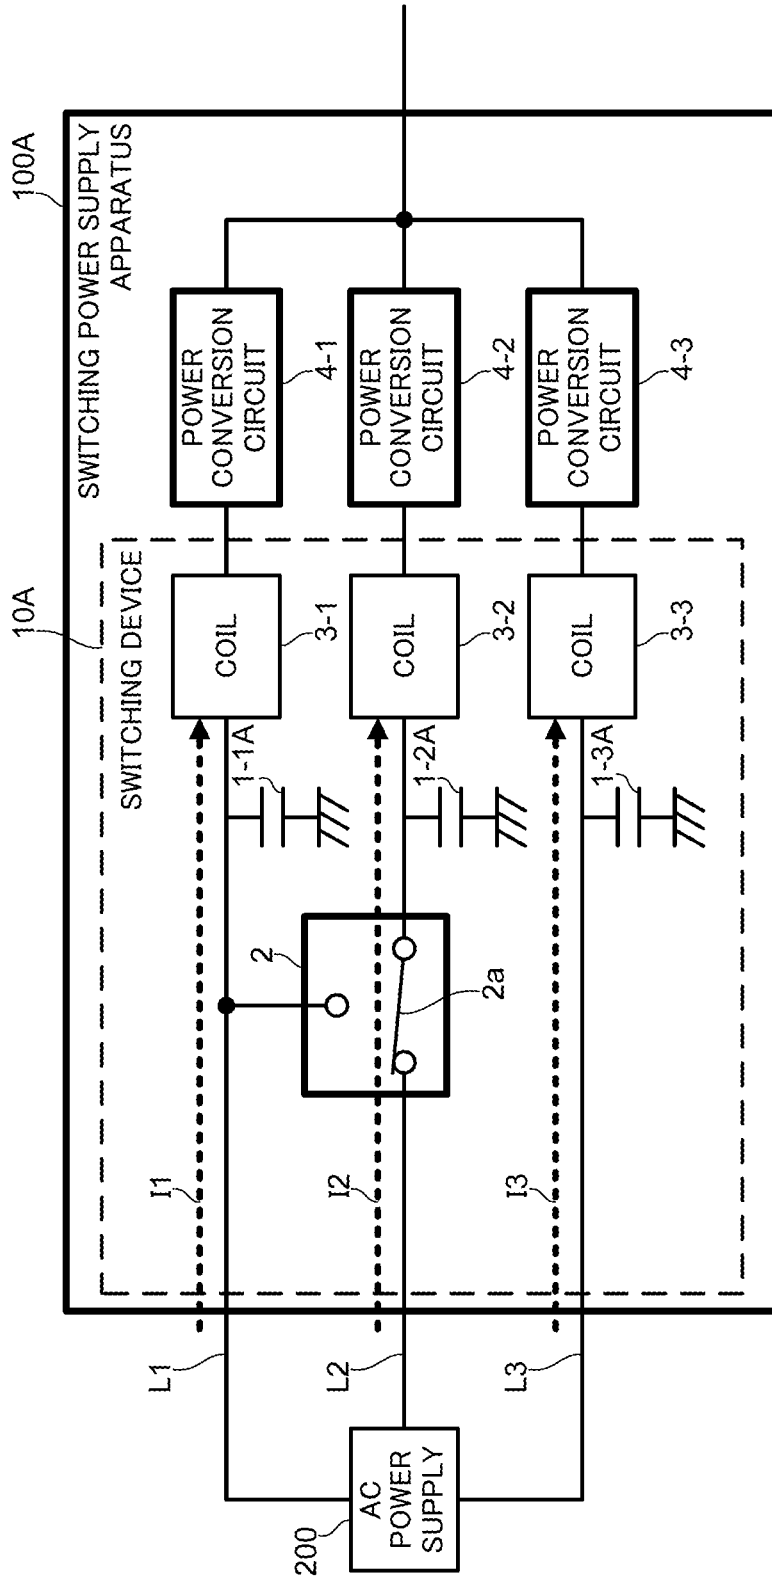 100A
SWITCHING POWER SUPPLY
APPARATUS
10A
SWITCHING DEVICE
200
AC
POWER
SUPPLY
L1
L2
L3
I1
I2
I3
2
2a
1-1A
1-2A
1-3A
COIL
3-1
COIL
3-2
COIL
3-3
POWER
CONVERSION
CIRCUIT
4-1
POWER
CONVERSION
CIRCUIT
4-2
POWER
CONVERSION
CIRCUIT
4-3